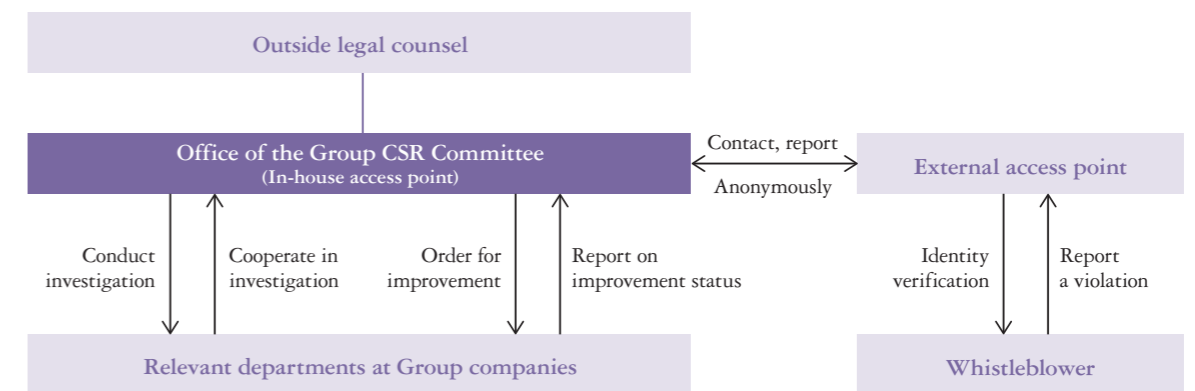 Outside legal counsel
Office of the Group CSR Committee
(In-house access point)
Contact, report
Anonymously
External access point
Conduct
investigation
Cooperate in
investigation
Order for
improvement
Report on
improvement status
Identity
verification
Report
a violation
Relevant departments at Group companies
Whistleblower